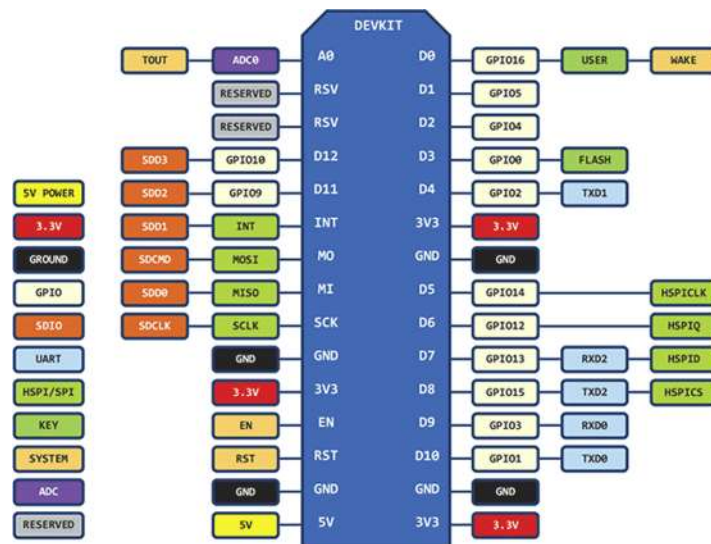 DEVKIT
TOUT ADC0 A0 D0 GPIO16 USER WAKE
RESERVED RSV D1 GPIO5
RESERVED RSV D2 GPIO4
SDD3 GPIO10 D12 D3 GPIO0 FLASH
5V POWER SDD2 GPIO9 D11 D4 GPIO2 TXD1
3.3V SDD1 INT INT 3V3 3.3V
GROUND SDCMD MOSI MO GND GND
GPIO SDD0 MISO MI D5 GPIO14 HSPICLK
SDIO SDCLK SCLK SCK D6 GPIO12 HSPIQ
UART GND GND D7 GPIO13 RXD2 HSPID
HSPI/SPI 3.3V 3V3 D8 GPIO15 TXD2 HSPICS
KEY EN EN D9 GPIO3 RXD0
SYSTEM RST RST D10 GPIO1 TXD0
ADC GND GND GND GND
RESERVED 5V 5V 3V3 3.3V